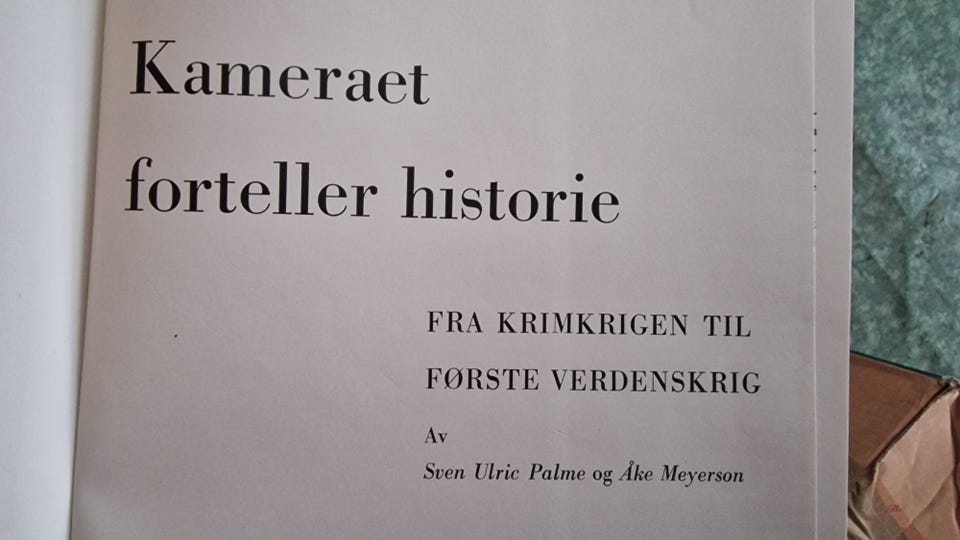 Kameraet
forteller historie
FRA KRIMKRIGEN TIL
FØRSTE VERDENSKRIG
Av
Sven Ulric Palme og Åke Meyerson